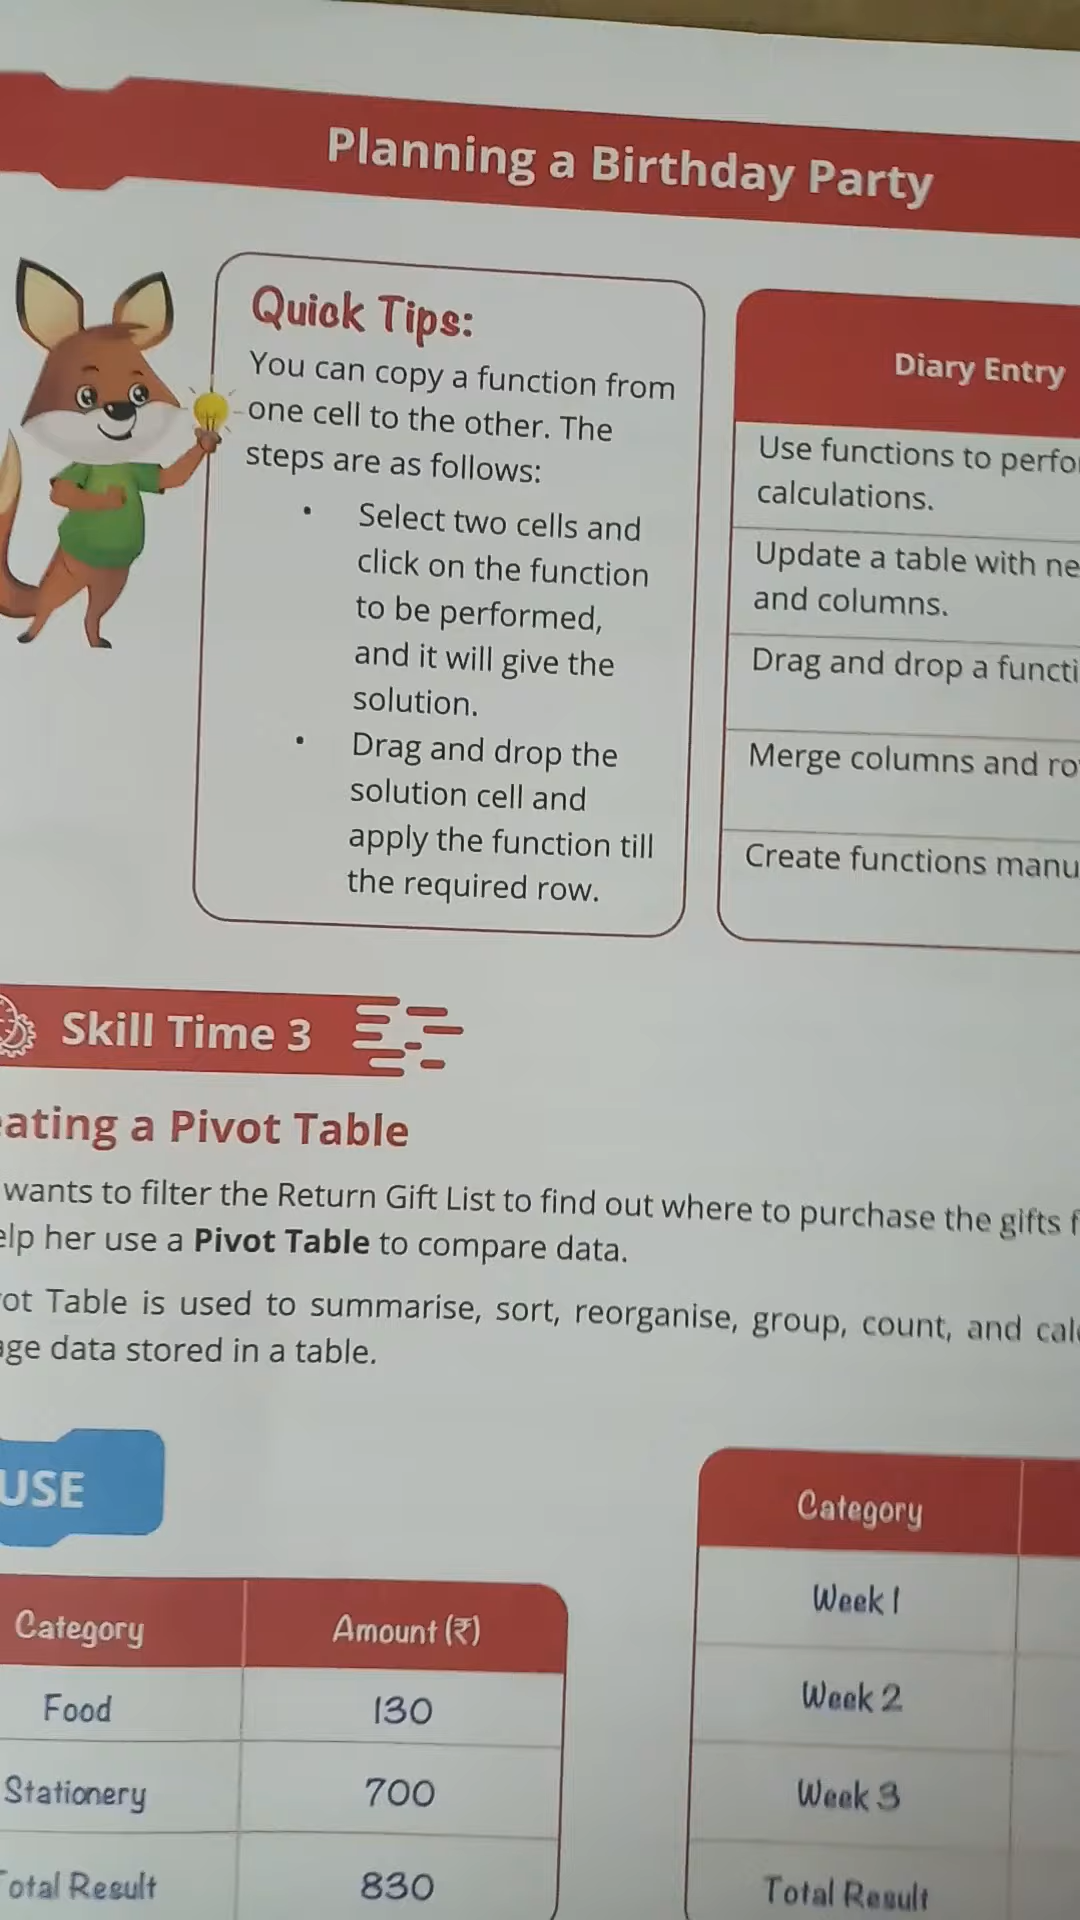 Planning a Birthday Party
Quick Tips:
You can copy a function from
one cell to the other. The
steps are as follows:
• Select two cells and
click on the function
to be performed,
and it will give the
solution.
• Drag and drop the
solution cell and
apply the function till
the required row.
Diary Entry
Use functions to
calculations.
Update a table with
and columns.
Drag and drop a
Merge columns and
Create functions
Skill Time 3
a Pivot Table
wants to filter the Return Gift List to find out where to purchase the gifts
her use a Pivot Table to compare data.
Table is used to summarise, sort, reorganise, group, count, and
data stored in a table.
USE
Category Amount (₹)
Food 130
Stationery 700
Total Result 830
Category
Week 1
Week 2
Week 3
Total Result